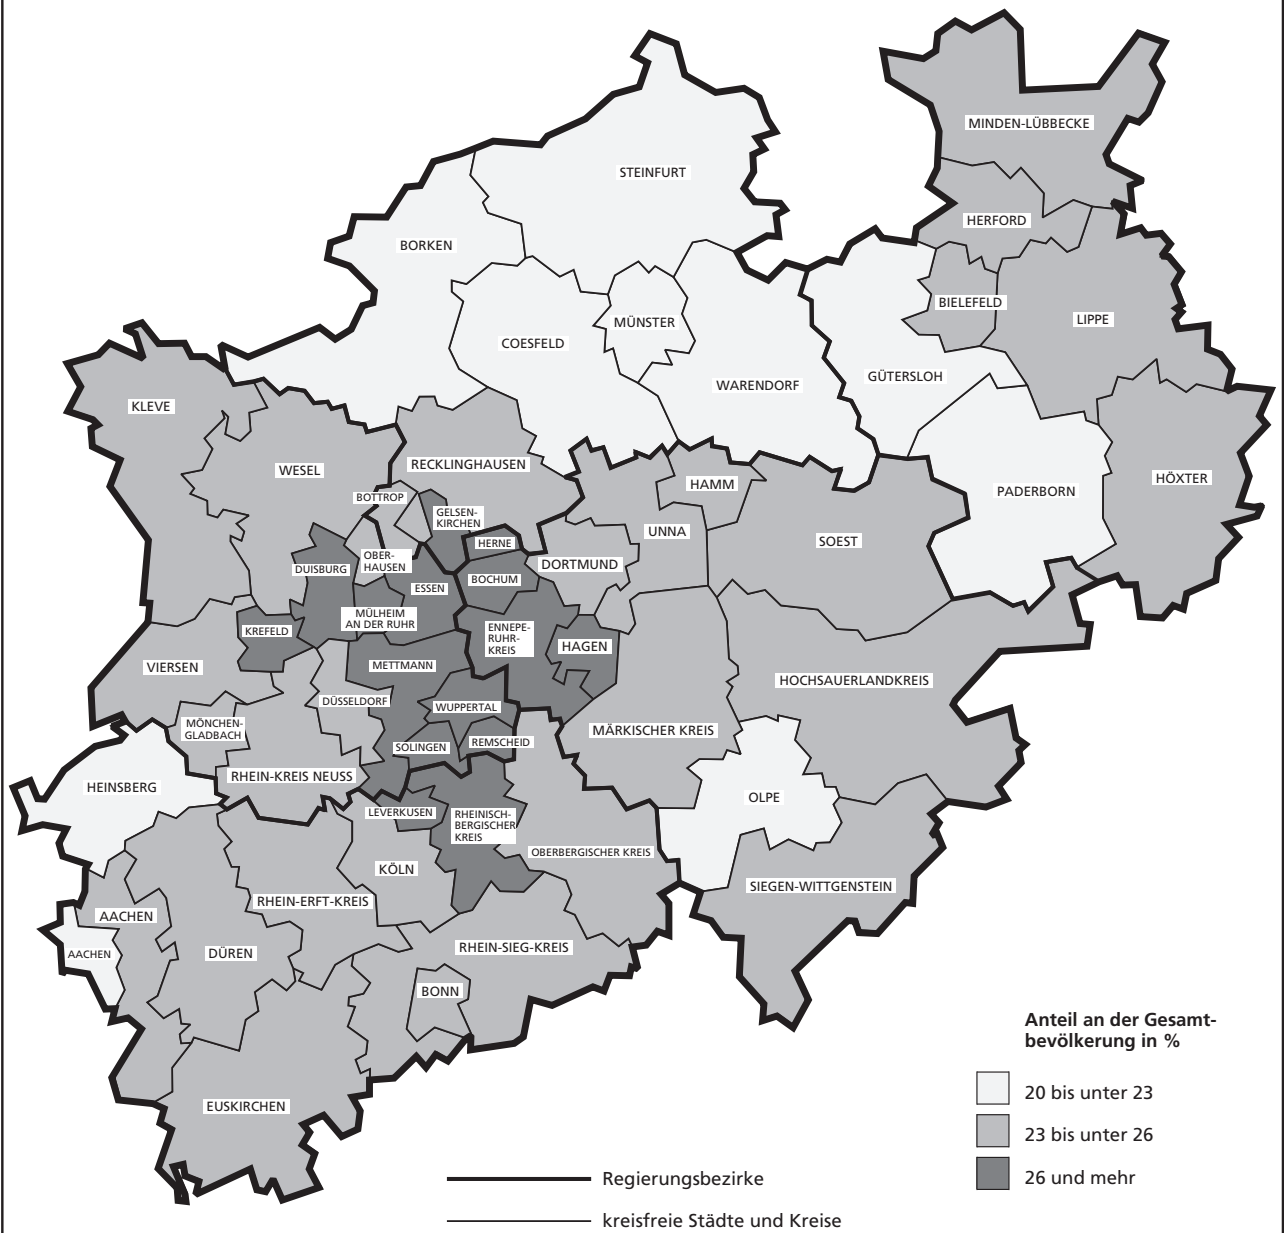 MINDEN-LÜBBECKE
STEINFURT
HERFORD
BORKEN
BIELEFELD
LIPPE
MÜNSTER
COESFELD
GÜTERSLOH
WARENDORF
KLEVE
RECKLINGHAUSEN
WESEL
HÖXTER
HAMM
PADERBORN
BOTTROP
GELSEN-
KIRCHEN
UNNA
SOEST
HERNE
OBER-
HAUSEN
DORTMUND
DUISBURG
BOCHUM
ESSEN
MÜLHEIM
AN DER RUHR
KREFELD
ENNEPE-
RUHR-
KREIS
HAGEN
VIERSEN
METTMANN
HOCHSAUERLANDKREIS
DÜSSELDORF
WUPPERTAL
MÖNCHEN-
GLADBACH
MÄRKISCHER KREIS
REMSCHEID
SOLINGEN
RHEIN-KREIS NEUSS
HEINSBERG
OLPE
LEVERKUSEN
RHEINISCH-
BERGISCHER
KREIS
OBERBERGISCHER KREIS
KÖLN
SIEGEN-WITTGENSTEIN
RHEIN-ERFT-KREIS
AACHEN
RHEIN-SIEG-KREIS
AACHEN
DÜREN
BONN
EUSKIRCHEN
Anteil an der Gesamt-
bevölkerung in %
20 bis unter 23
23 bis unter 26
26 und mehr
Regierungsbezirke
kreisfreie Städte und Kreise